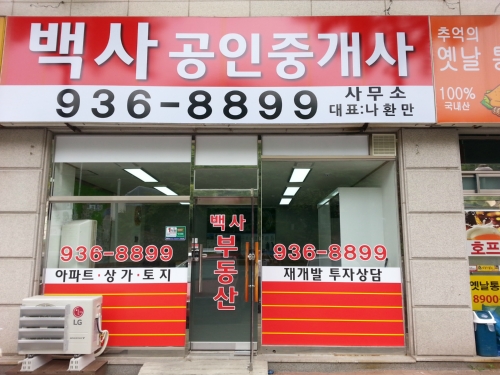 백사 공인중개사
936-8899 사무소
대표:나환만
추억의
옛날 통
100%
국내산
936-8899
아파트·상가·토지
백사
부동산
936-8899
재개발 투자상담
LG
호프
옛날통
8900